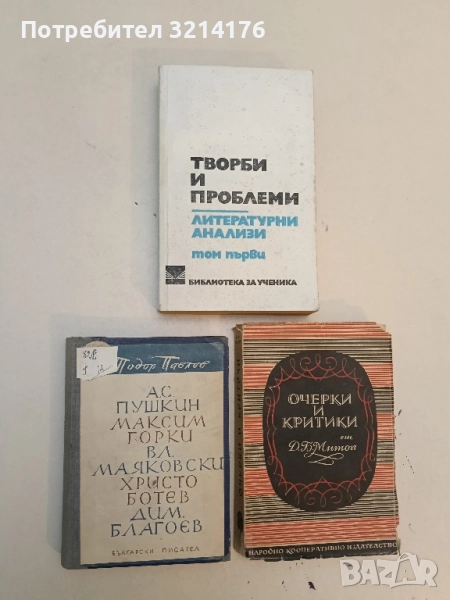 Потребител 3214176
ТВОРБИ
И
ПРОБЛЕМИ
ЛИТЕРАТУРНИ
АНАЛИЗИ
том първи
БИБЛИОТЕКА ЗА УЧЕНИКА
Тодор Павлов
А.С.
ПУШКИН
МАКСИМ
ГОРКИ
ВЛ.
МАЯКОВСКИ
ХРИСТО
БОТЕВ
ДИМ.
БЛАГОЕВ
БЪЛГАРСКИ ПИСАТЕЛ
ОЧЕРКИ
И
КРИТИКИ
от
Д.Б.Митов
НАРОДНО КООПЕРАТИВНО ИЗДАТЕЛСТВО
BAZAR